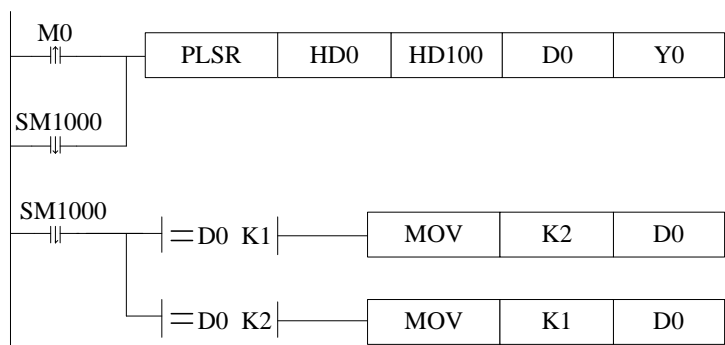 M0
PLSR HD0 HD100 D0 Y0
SM1000
SM1000
=D0 K1 MOV K2 D0
=D0 K2 MOV K1 D0